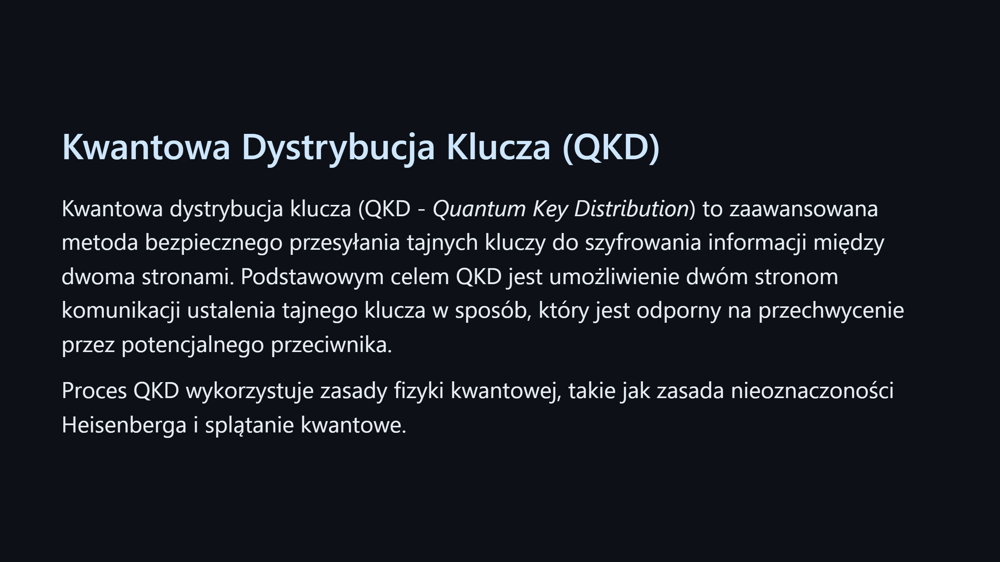 Kwantowa Dystrybucja Klucza (QKD)
Kwantowa dystrybucja klucza (QKD - Quantum Key Distribution) to zaawansowana
metoda bezpiecznego przesyłania tajnych kluczy do szyfrowania informacji między
dwoma stronami. Podstawowym celem QKD jest umożliwienie dwóm stronom
komunikacji ustalenia tajnego klucza w sposób, który jest odporny na przechwycenie
przez potencjalnego przeciwnika.
Proces QKD wykorzystuje zasady fizyki kwantowej, takie jak zasada nieoznaczoności
Heisenberga i splątanie kwantowe.